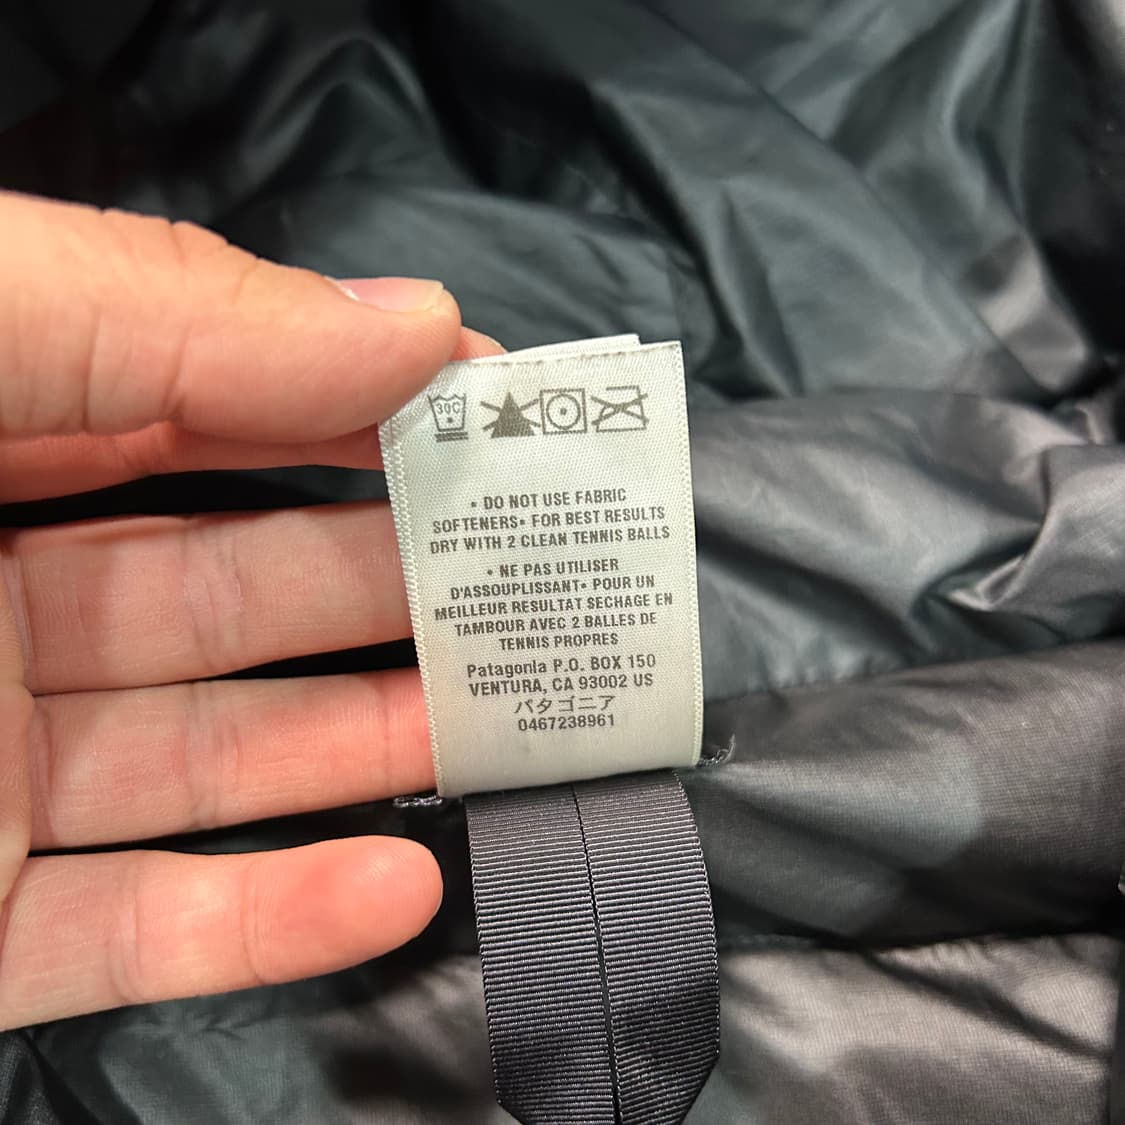 30C
• DO NOT USE FABRIC
SOFTENERS• FOR BEST RESULTS
DRY WITH 2 CLEAN TENNIS BALLS
• NE PAS UTILISER
D'ASSOUPLISSANT• POUR UN
MEILLEUR RESULTAT SECHAGE EN
TAMBOUR AVEC 2 BALLES DE
TENNIS PROPRES
Patagonia P.O. BOX 150
VENTURA, CA 93002 US
パタゴニア
0467238961